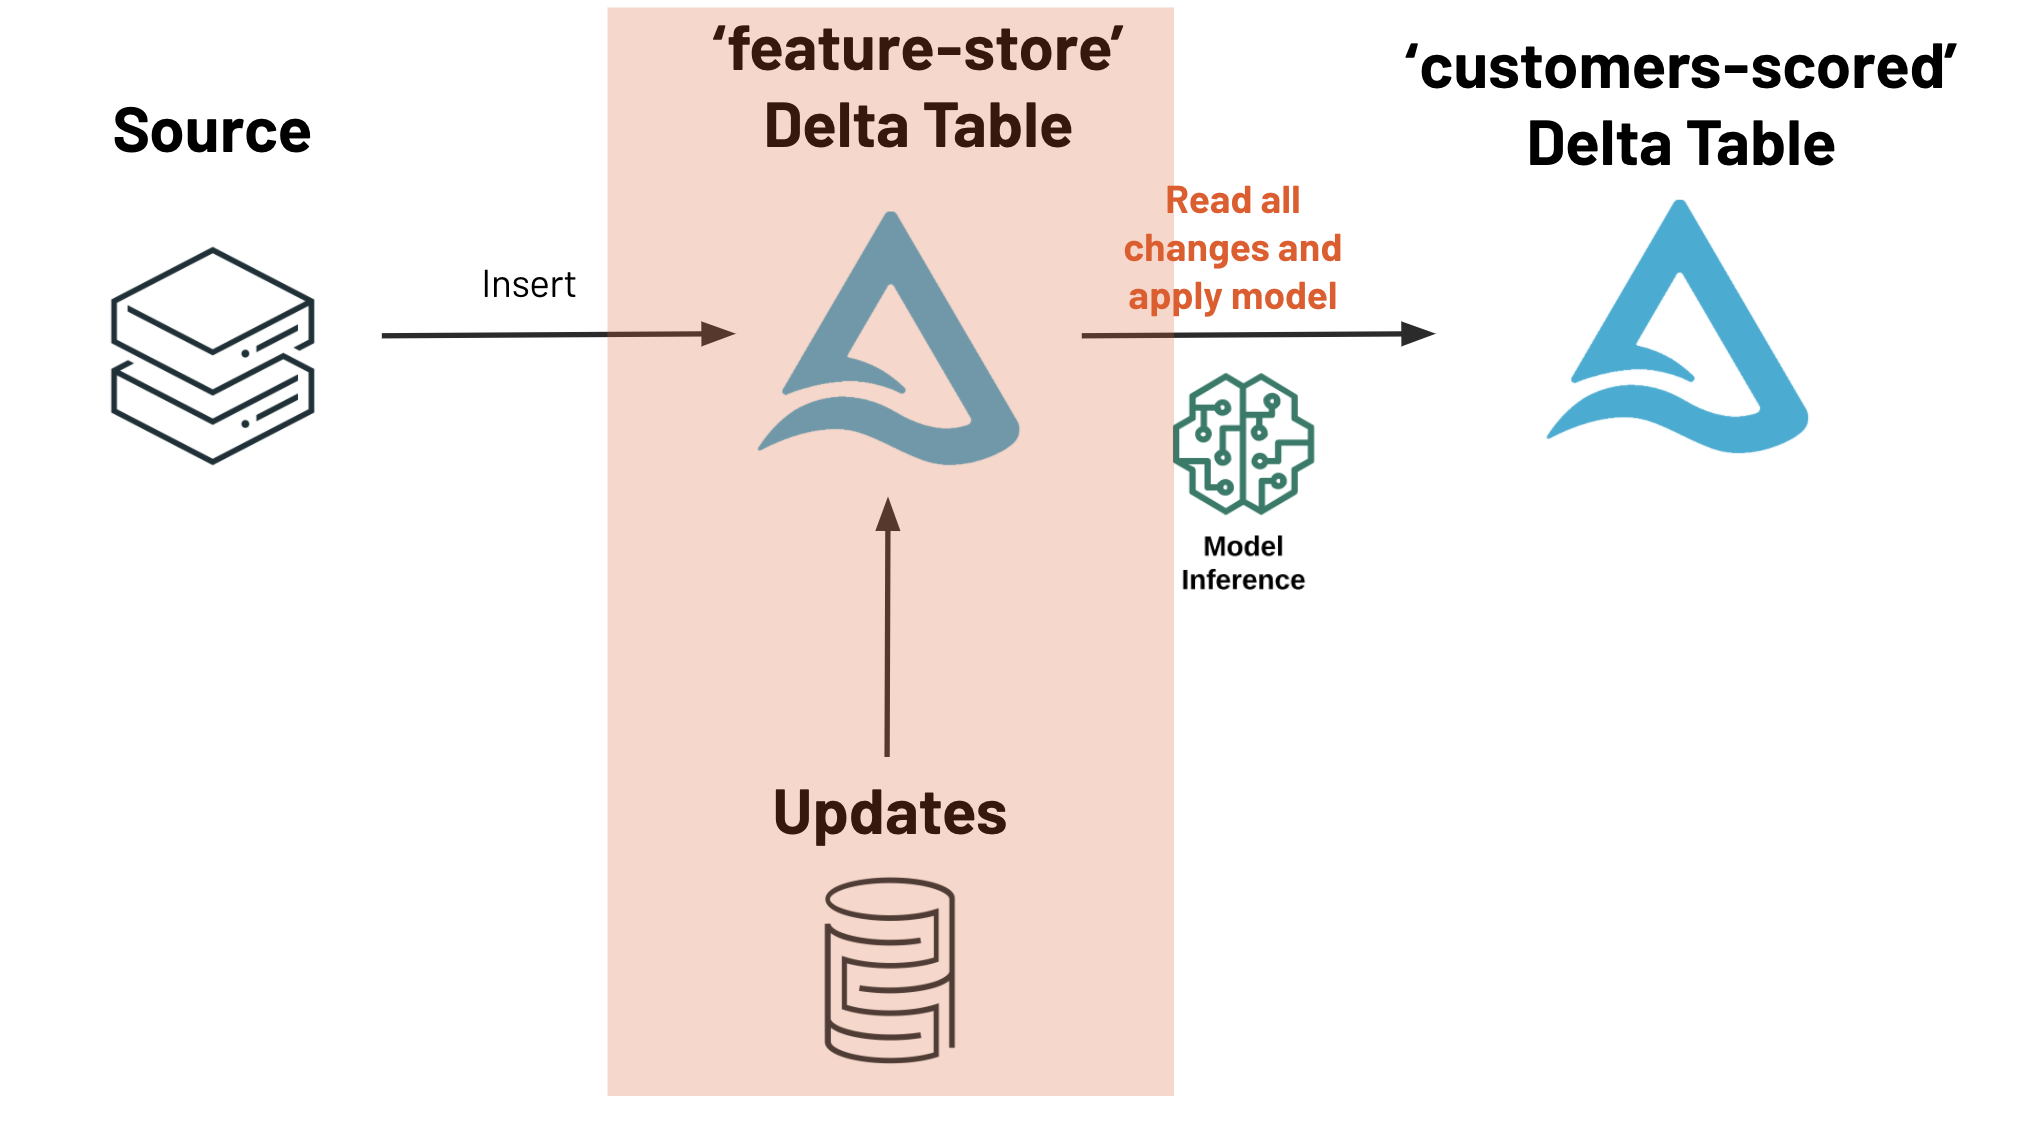 Source
Insert
‘feature-store’
Delta Table
Read all
changes and
apply model
Model
Inference
‘customers-scored’
Delta Table
Updates